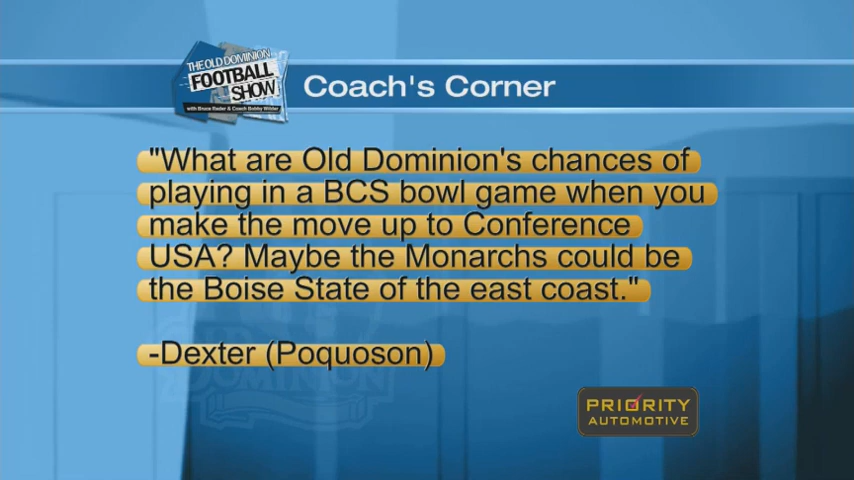 THE OLD DOMINION
FOOTBALL
SHOW
with Bruce Rader & Coach Bobby Wilder
Coach's Corner
"What are Old Dominion's chances of
playing in a BCS bowl game when you
make the move up to Conference
USA? Maybe the Monarchs could be
the Boise State of the east coast."
-Dexter (Poquoson)
DOMINION
PRIORITY
AUTOMOTIVE